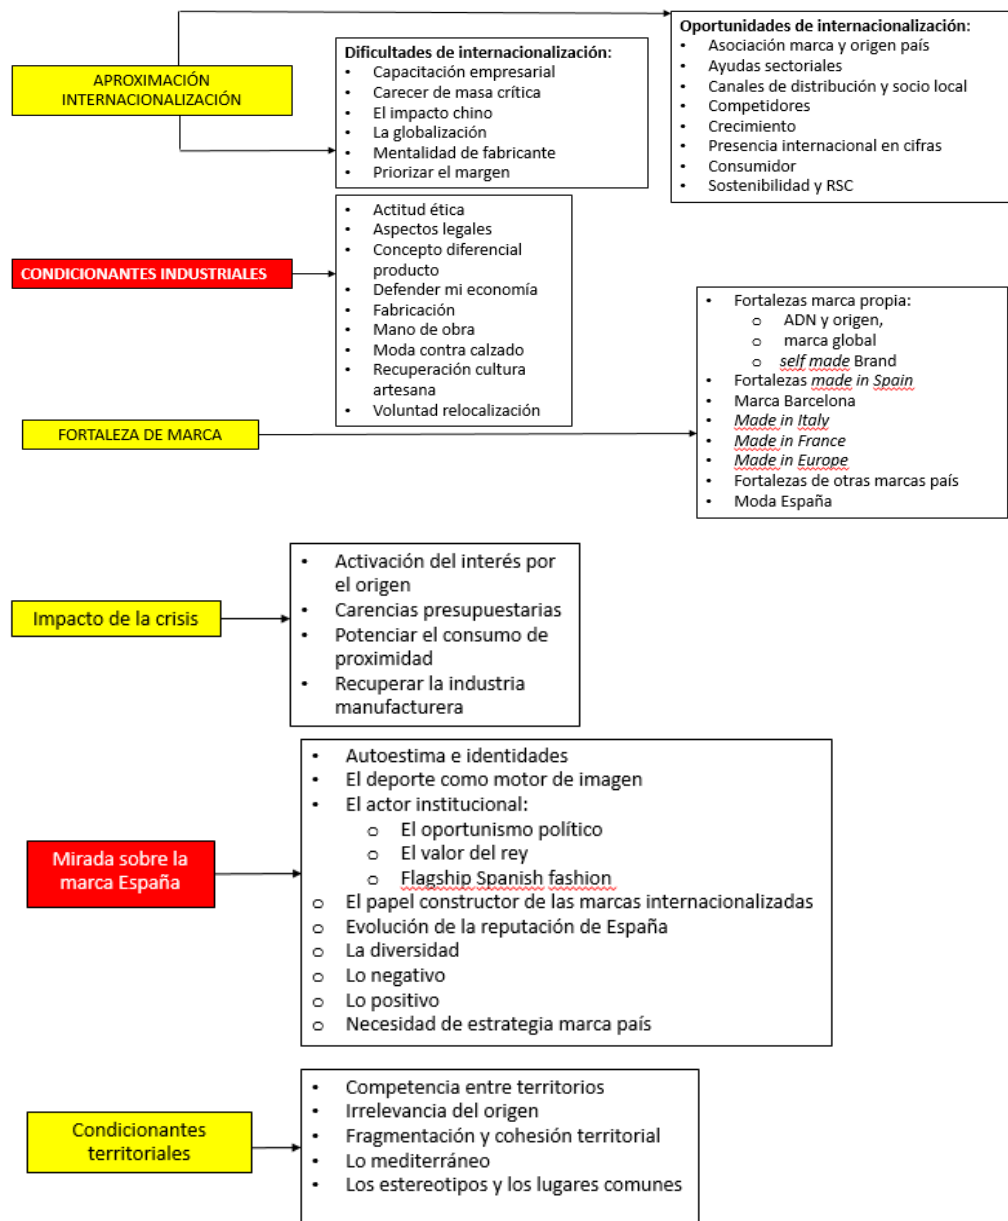 APROXIMACIÓN
INTERNACIONALIZACIÓN
Dificultades de internacionalización:
• Capacitación empresarial
• Carecer de masa crítica
• El impacto chino
• La globalización
• Mentalidad de fabricante
• Priorizar el margen
Oportunidades de internacionalización:
• Asociación marca y origen país
• Ayudas sectoriales
• Canales de distribución y socio local
• Competidores
• Crecimiento
• Presencia internacional en cifras
• Consumidor
• Sostenibilidad y RSC
CONDICIONANTES INDUSTRIALES
• Actitud ética
• Aspectos legales
• Concepto diferencial
producto
• Defender mi economía
• Fabricación
• Mano de obra
• Moda contra calzado
• Recuperación cultura
artesana
• Voluntad relocalización
FORTALEZA DE MARCA
• Fortalezas marca propia:
o ADN y origen,
o marca global
o self made Brand
• Fortalezas made in Spain
• Marca Barcelona
• Made in Italy
• Made in France
• Made in Europe
• Fortalezas de otras marcas país
• Moda España
Impacto de la crisis
• Activación del interés por
el origen
• Carencias presupuestarias
• Potenciar el consumo de
proximidad
• Recuperar la industria
manufacturera
Mirada sobre la
marca España
• Autoestima e identidades
• El deporte como motor de imagen
• El actor institucional:
o El oportunismo político
o El valor del rey
o Flagship Spanish fashion
o El papel constructor de las marcas internacionalizadas
o Evolución de la reputación de España
o La diversidad
o Lo negativo
o Lo positivo
o Necesidad de estrategia marca país
Condicionantes
territoriales
• Competencia entre territorios
• Irrelevancia del origen
• Fragmentación y cohesión territorial
• Lo mediterráneo
• Los estereotipos y los lugares comunes